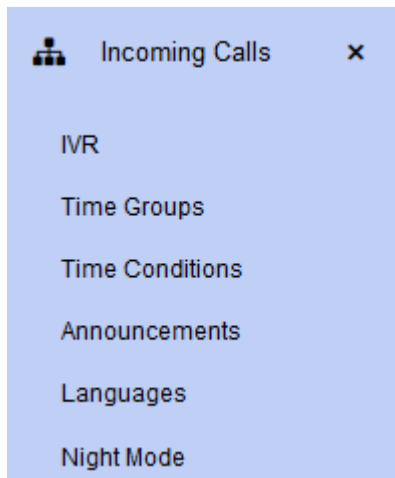 Incoming Calls
IVR
Time Groups
Time Conditions
Announcements
Languages
Night Mode